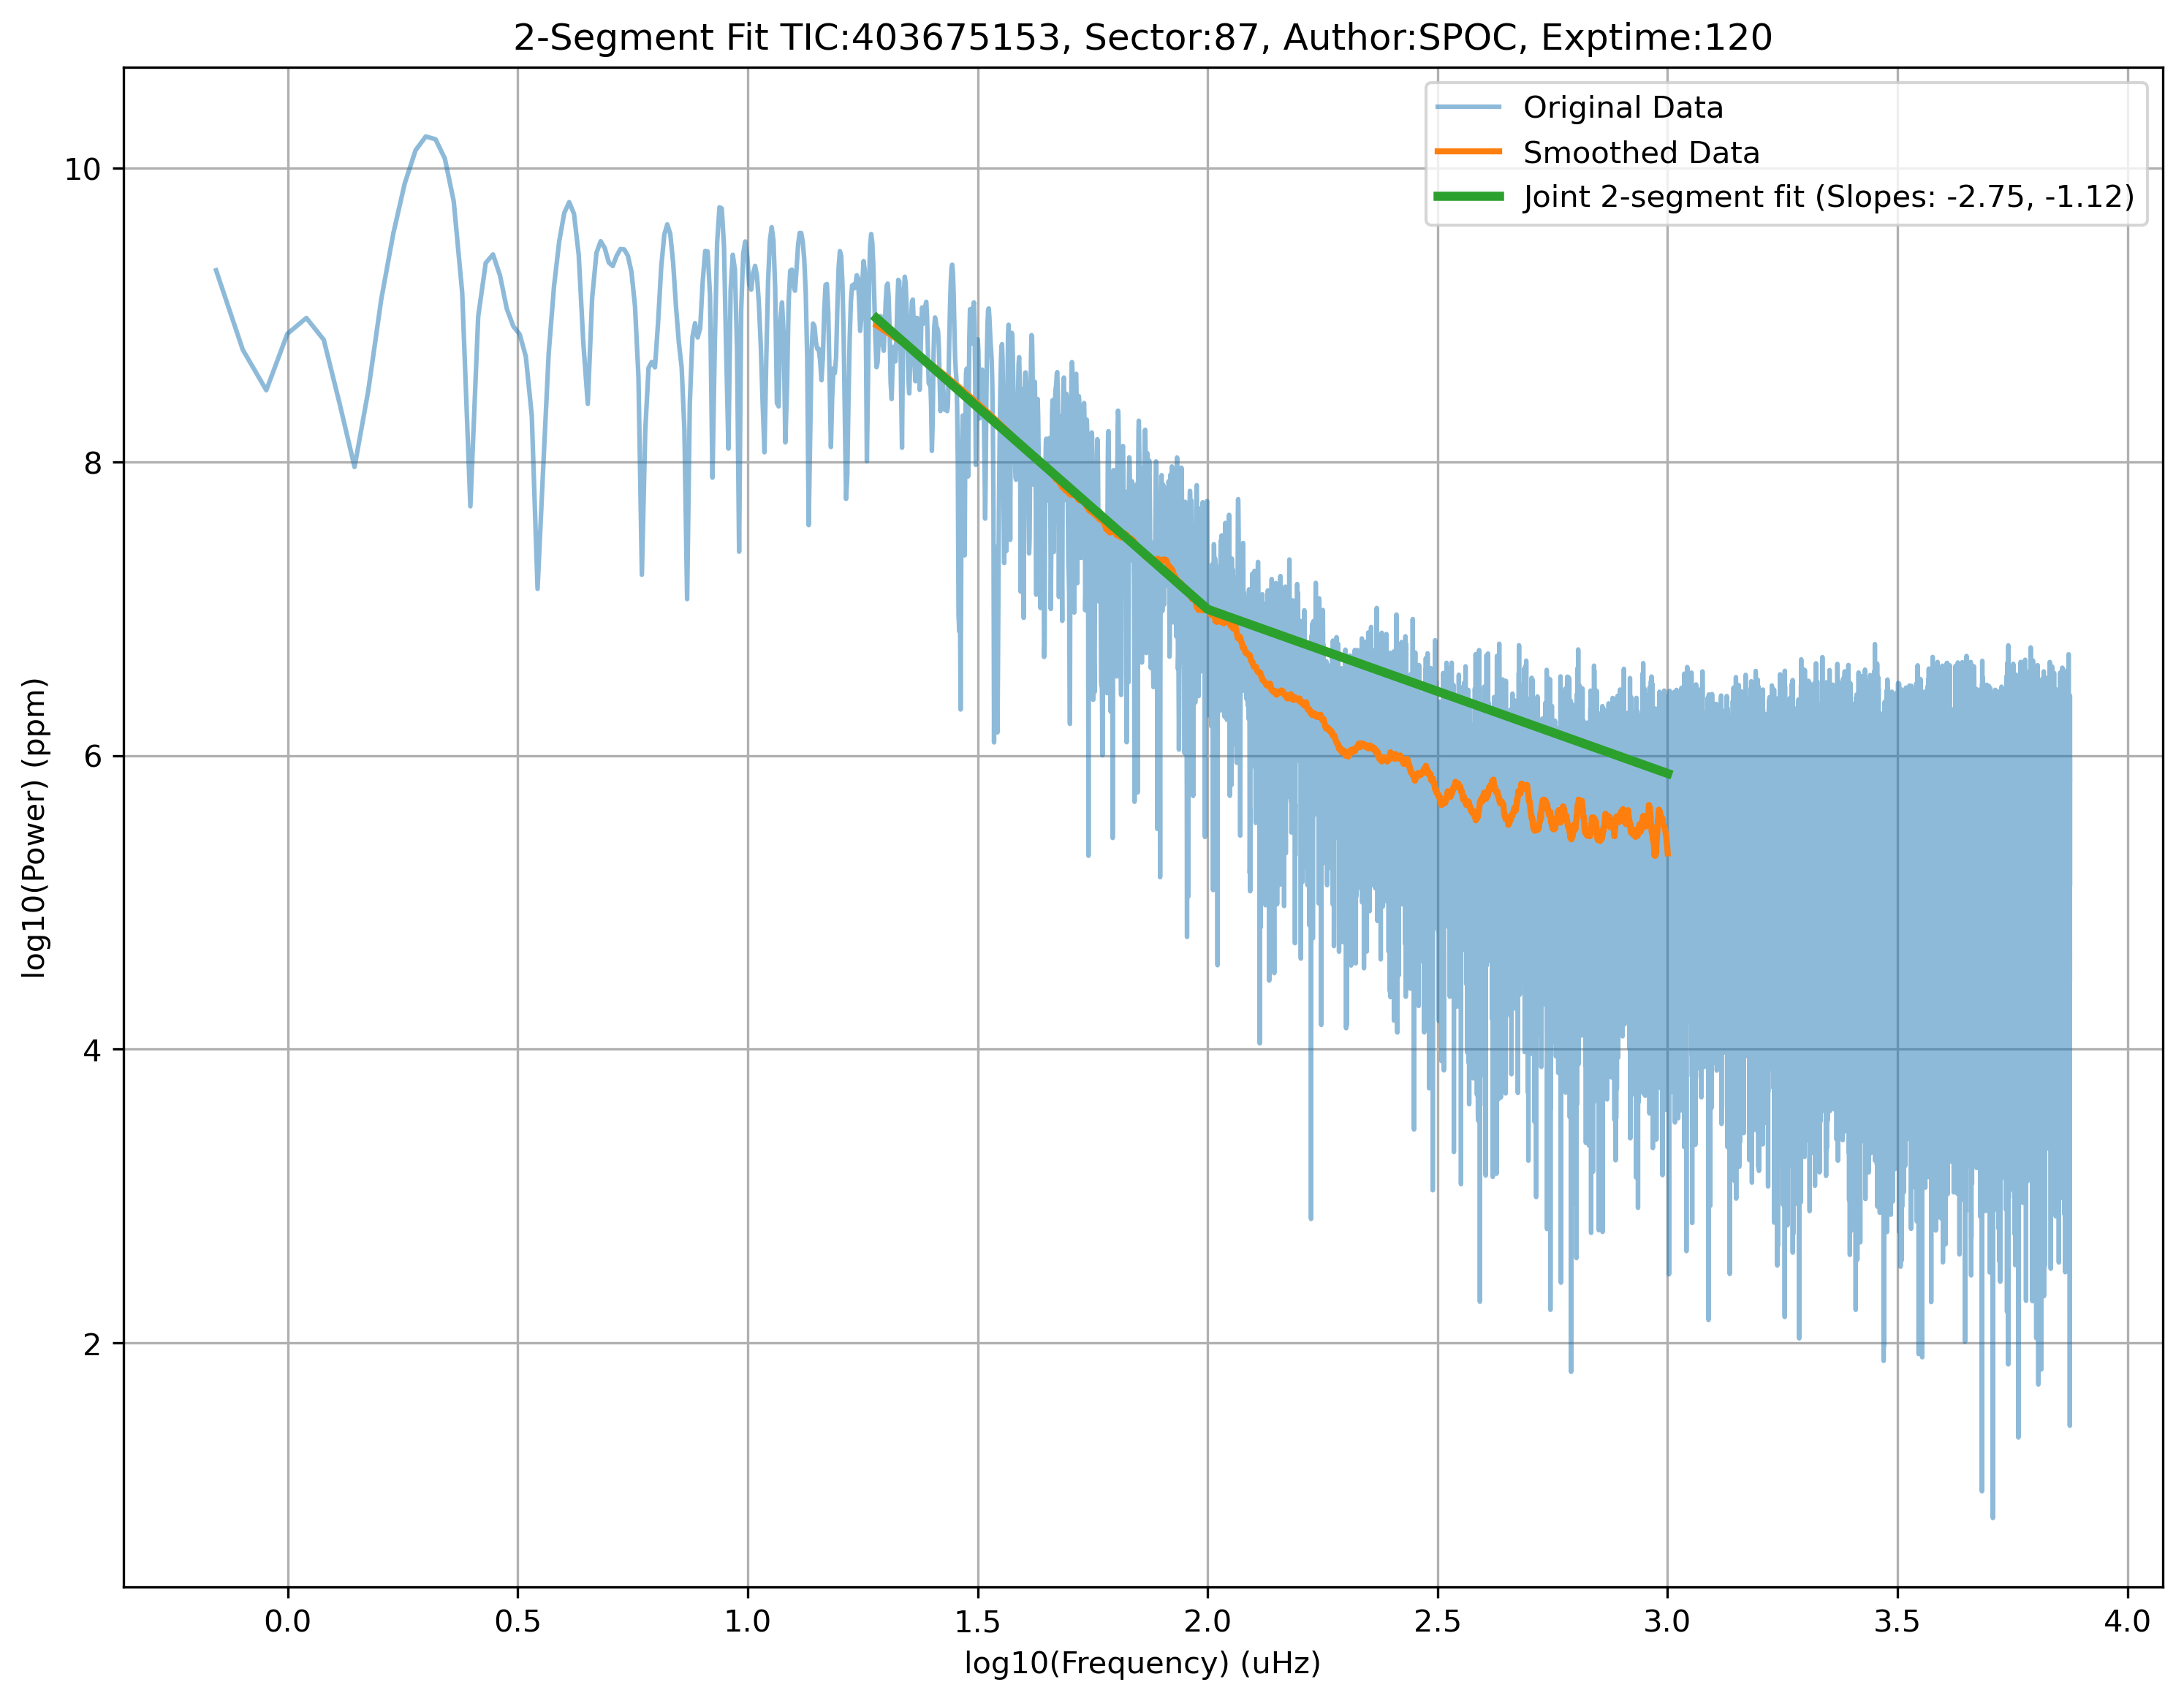 2-Segment Fit TIC:403675153, Sector:87, Author:SPOC, Exptime:120
Original Data
Smoothed Data
Joint 2-segment fit (Slopes: -2.75, -1.12)
log10(Power) (ppm)
10
8
6
4
2
0.0 0.5 1.0 1.5 2.0 2.5 3.0 3.5 4.0
log10(Frequency) (uHz)